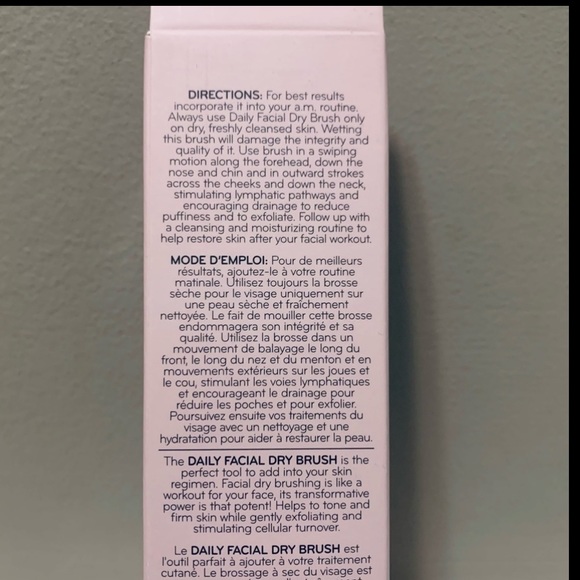 DIRECTIONS: For best results
incorporate it into your a.m. routine.
Always use Daily Facial Dry Brush only
on dry, freshly cleansed skin. Wetting
this brush will damage the integrity and
quality of it. Use brush in a swiping
motion along the forehead, down the
nose and chin and in outward strokes
across the cheeks and down the neck,
stimulating lymphatic pathways and
encouraging drainage to reduce
puffiness and to exfoliate. Follow up with
a cleansing and moisturizing routine to
help restore skin after your facial workout.
MODE D'EMPLOI: Pour de meilleurs
résultats, ajoutez-le à votre routine
matinale. Utilisez toujours la brosse
sèche pour le visage uniquement sur
une peau sèche et fraîchement
nettoyée. Le fait de mouiller cette brosse
endommagera son intégrité et sa
qualité. Utilisez la brosse dans un
mouvement de balayage le long du
front, le long du nez et du menton et en
mouvements extérieurs sur les joues et
le cou, stimulant les voies lymphatiques
et encourageant le drainage pour
réduire les poches et pour exfolier.
Poursuivez ensuite vos traitements du
visage avec un nettoyage et une
hydratation pour aider à restaurer la peau.
The DAILY FACIAL DRY BRUSH is the
perfect tool to add into your skin
regimen. Facial dry brushing is like a
workout for your face, its transformative
power is that potent! Helps to tone and
firm skin while gently exfoliating and
stimulating cellular turnover.
Le DAILY FACIAL DRY BRUSH est
l'outil parfait à ajouter à votre traitement
cutané. Le brossage à sec du visage est